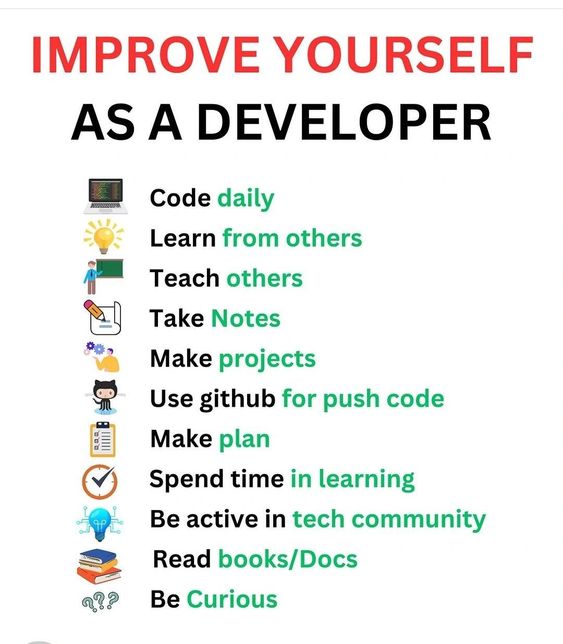 IMPROVE YOURSELF
AS A DEVELOPER
Code daily
Learn from others
Teach others
Take Notes
Make projects
Use github for push code
Make plan
Spend time in learning
Be active in tech community
Read books/Docs
Be Curious